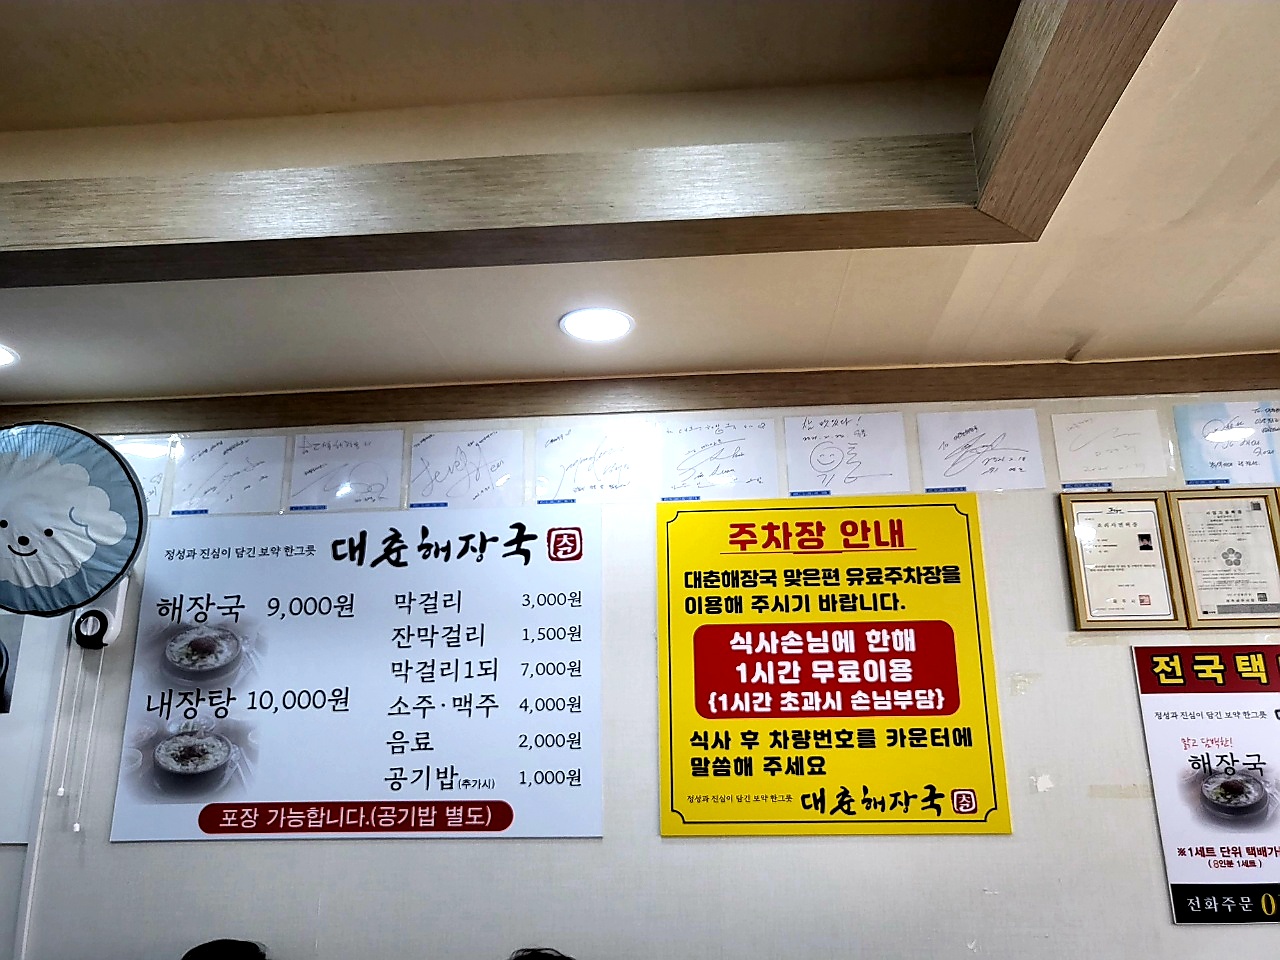 참 맛있다!
정성과 진심이 담긴 보약 한그릇 대춘해장국
해장국 9,000원
내장탕 10,000원
막걸리 3,000원
잔막걸리 1,500원
막걸리1되 7,000원
소주·맥주 4,000원
음료 2,000원
공기밥(추가시) 1,000원
포장 가능합니다.(공기밥 별도)
주차장 안내
대춘해장국 맞은편 유료주차장을
이용해 주시기 바랍니다.
식사손님에 한해
1시간 무료이용
{1시간 초과시 손님부담}
식사 후 차량번호를 카운터에
말씀해 주세요
정성과 진심이 담긴 보약 한그릇 대춘해장국
전국택
정성과 진심이 담긴 보약 한그릇
맑고 담백한!
해장국
※1세트 단위 택배가
(8인분 1세트)
전화주문 0